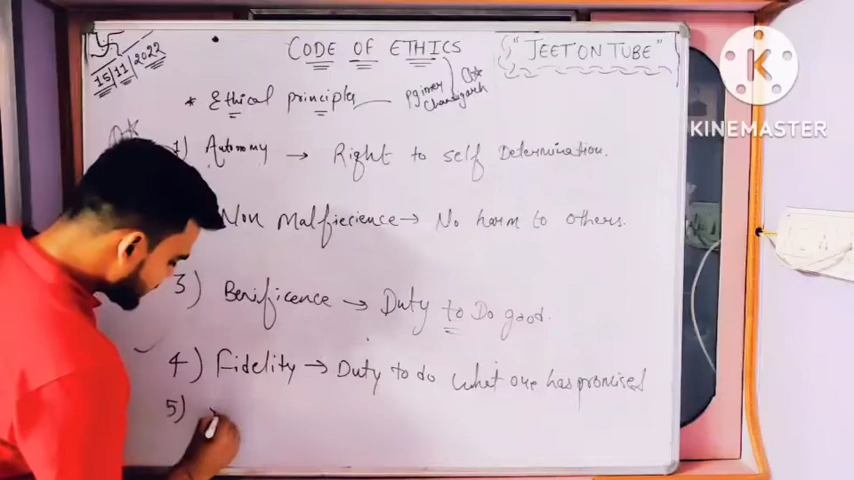 15/11/2022
CODE OF ETHICS
"JEET'ON TUBE"
K
KINEMASTER
* Ethical principles — Pgimer Chandigarh
1) Autonomy → Right to self Determination.
Non malficience → No harm to others.
3) Benificence → Duty to Do good.
4) Fidelity → Duty to do what one has promised
5)